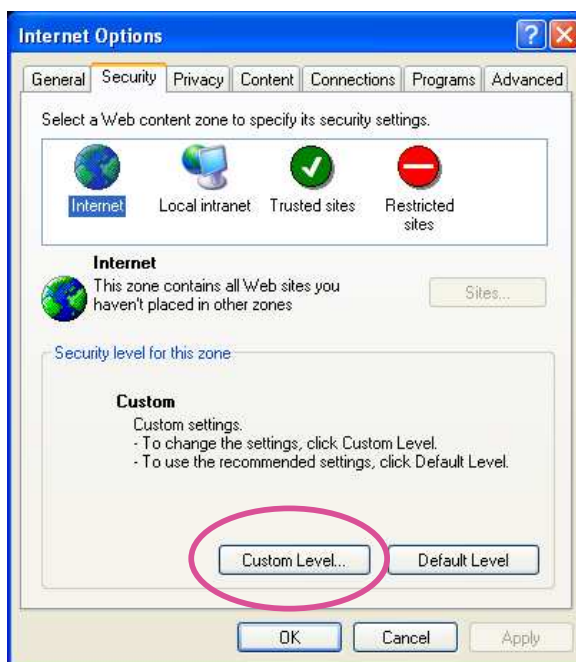 Internet Options
General Security Privacy Content Connections Programs Advanced
Select a Web content zone to specify its security settings.
Internet Local intranet Trusted sites Restricted
sites
Internet
This zone contains all Web sites you
haven't placed in other zones
Sites...
Security level for this zone
Custom
Custom settings.
- To change the settings, click Custom Level.
- To use the recommended settings, click Default Level.
Custom Level... Default Level
OK Cancel Apply